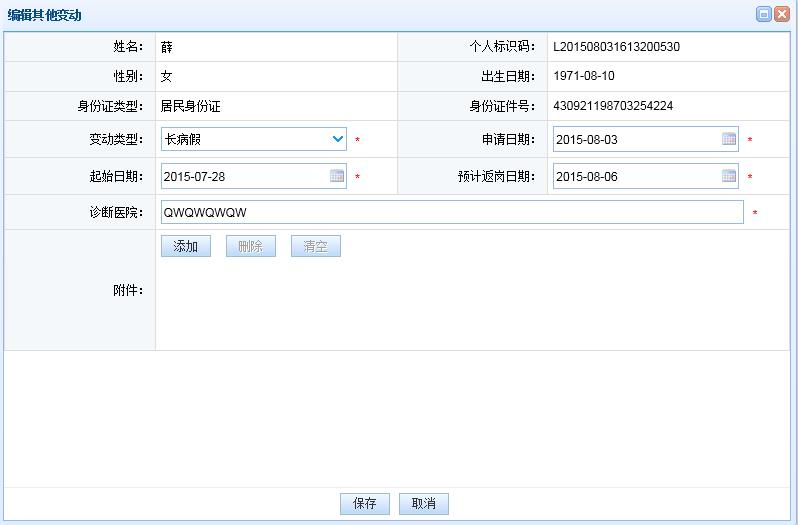 编辑其他变动
姓名： 薛 个人标识码： L201508031613200530
性别： 女 出生日期： 1971-08-10
身份证类型： 居民身份证 身份证件号： 430921198703254224
变动类型： 长病假 * 申请日期： 2015-08-03 *
起始日期： 2015-07-28 * 预计返岗日期： 2015-08-06 *
诊断医院： QWQWQWQW *
添加 删除 清空
附件：
保存 取消